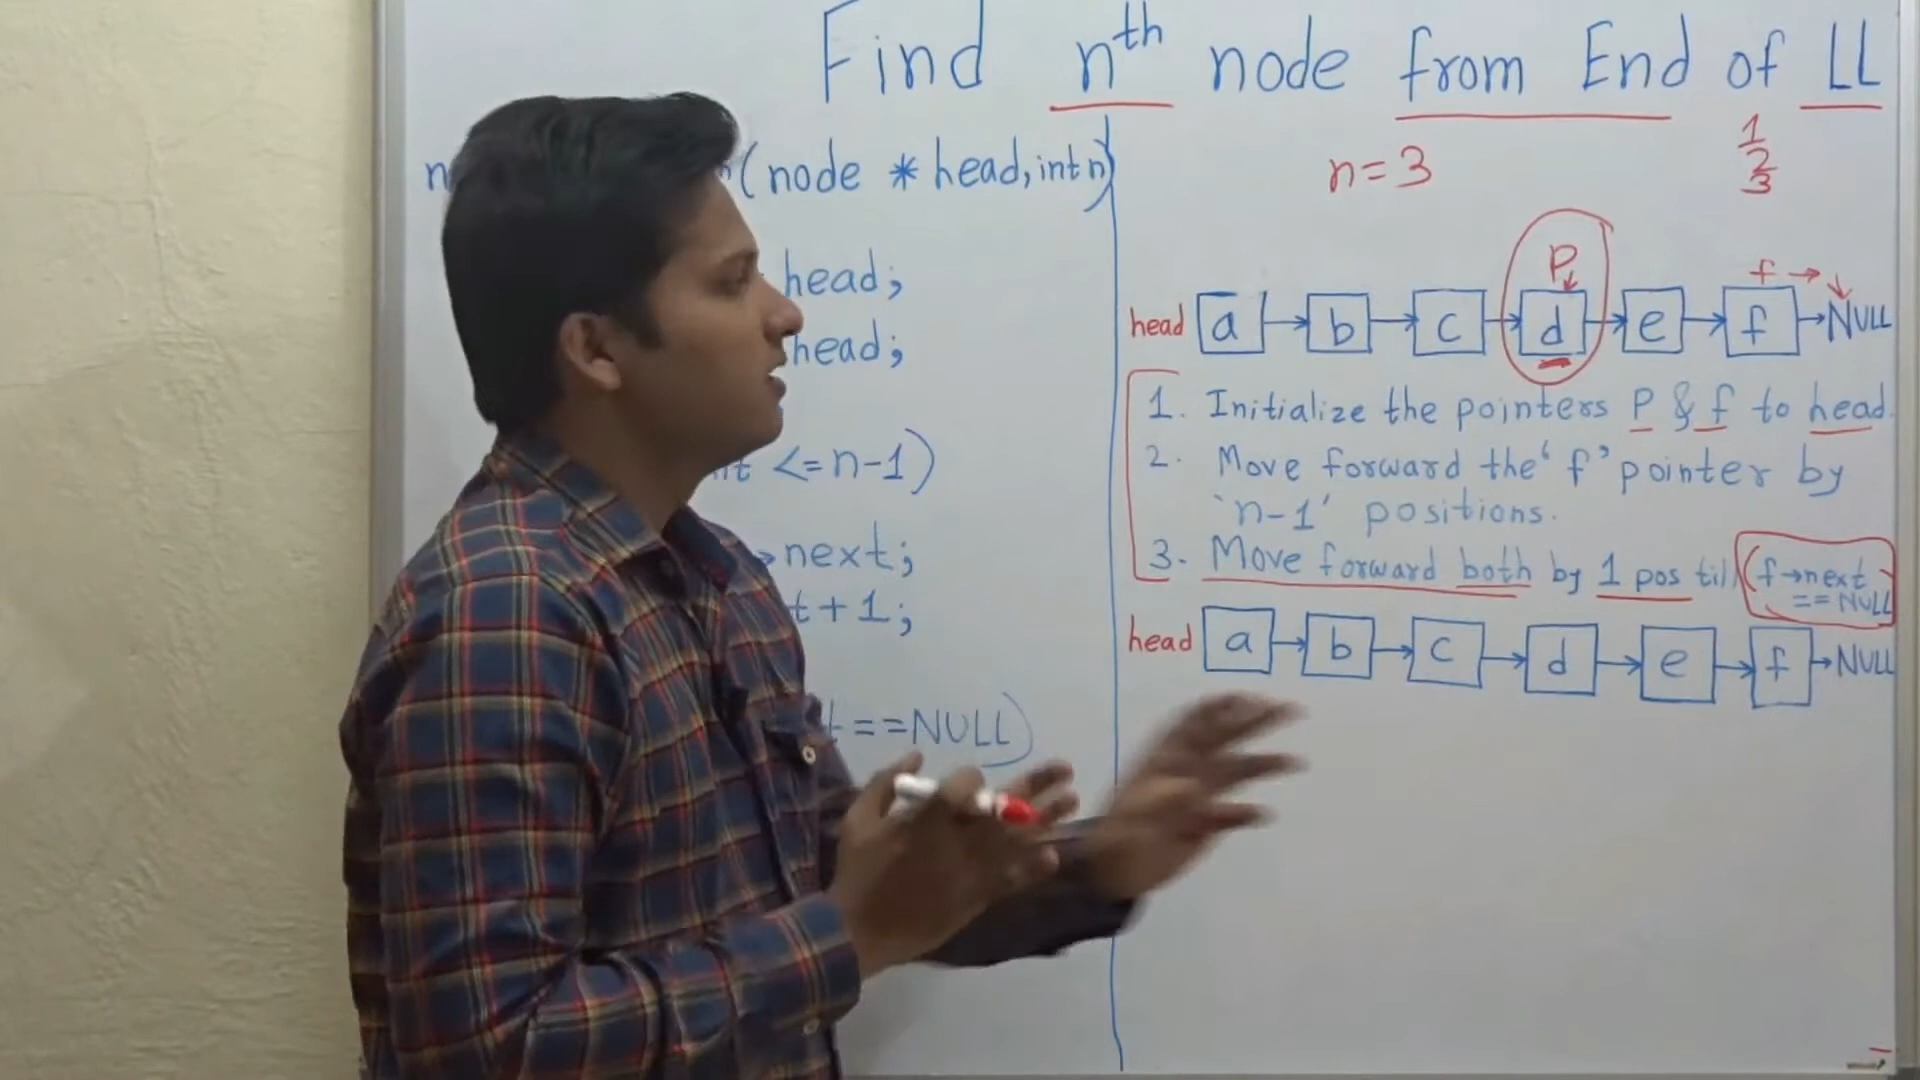 Find nth node from End of LL
(node * head, int n)
head;
head;
<=n-1)
next;
t+1;
==NULL)
n=3
1
2
3
P
f
head a b c d e f NULL
1. Initialize the pointers P & f to head.
2. Move forward the 'f' pointer by
'n-1' positions.
3. Move forward both by 1 pos till f→next
==NULL
head a b c d e f NULL